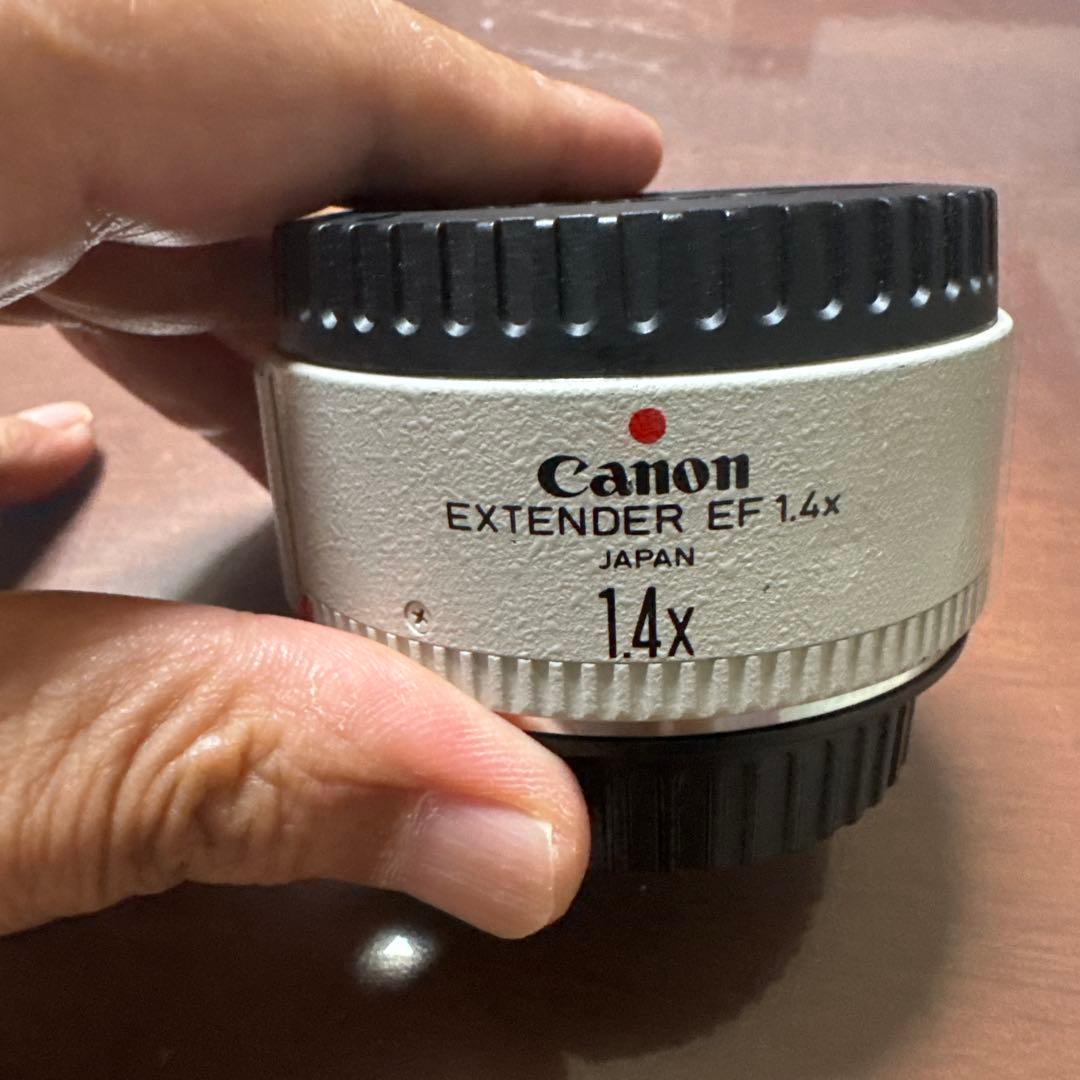 Canon
EXTENDER EF 1.4x
JAPAN
1.4x